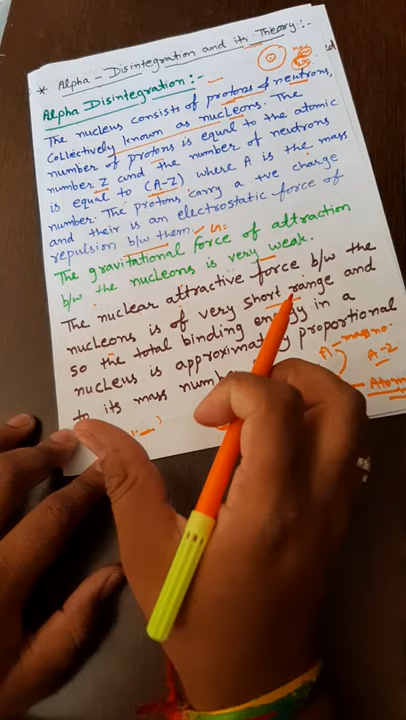 * Alpha - Disintegration and its Theory :-
Alpha Disintegration :-
The nucleus consists of protons & neutrons,
collectively known as nucleons. The
number of protons is equal to the atomic
number Z and the number of neutrons
is equal to (A-Z) where A is the mass
number. The protons carry a +ve charge
and their is an electrostatic force of
repulsion b/w them.
The gravitational force of attraction
b/w the nucleons is very weak.
The nuclear attractive force b/w the
nucleons is of very short range and
so the total binding energy in a
nucleus is approximately proportional
to its mass
A - mass no.
A-Z
Atom